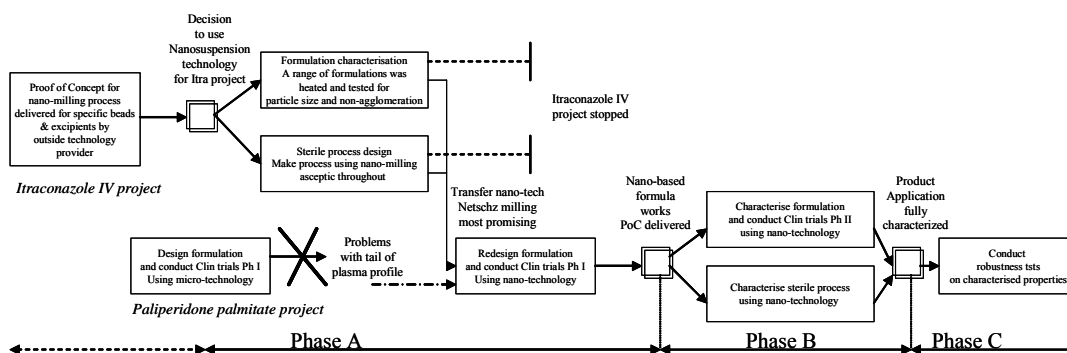 Proof of Concept for
nano-milling process
delivered for specific beads
& excipients by
outside technology
provider
Itraconazole IV project
Decision
to use
Nanosuspension
technology
for Itra project
Formulation characterisation
A range of formulations was
heated and tested for
particle size and non-agglomeration
Sterile process design
Make process using nano-milling
asceptic throughout
Itraconazole IV
project stopped
Transfer nano-tech
Netschz milling
most promising
Design formulation
and conduct Clin trials Ph I
Using micro-technology
Paliperidone palmitate project
Problems
with tail of
plasma profile
Redesign formulation
and conduct Clin trials Ph I
Using nano-technology
Nano-based
formula
works
PoC delivered
Characterise formulation
and conduct Clin trials Ph II
using nano-technology
Characterise sterile process
using nano-technology
Product
Application
fully
characterized
Conduct
robustness tsts
on characterised properties
Phase A
Phase B
Phase C